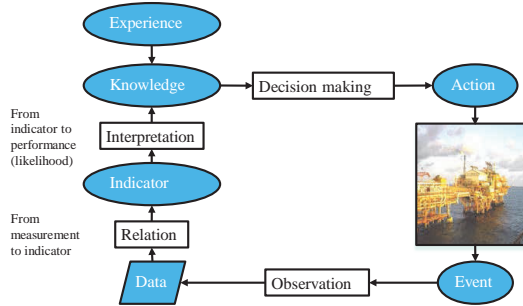 Experience
Knowledge
Decision making
Action
From
indicator to
performance
(likelihood)
Interpretation
Indicator
From
measurement
to indicator
Relation
Data
Observation
Event